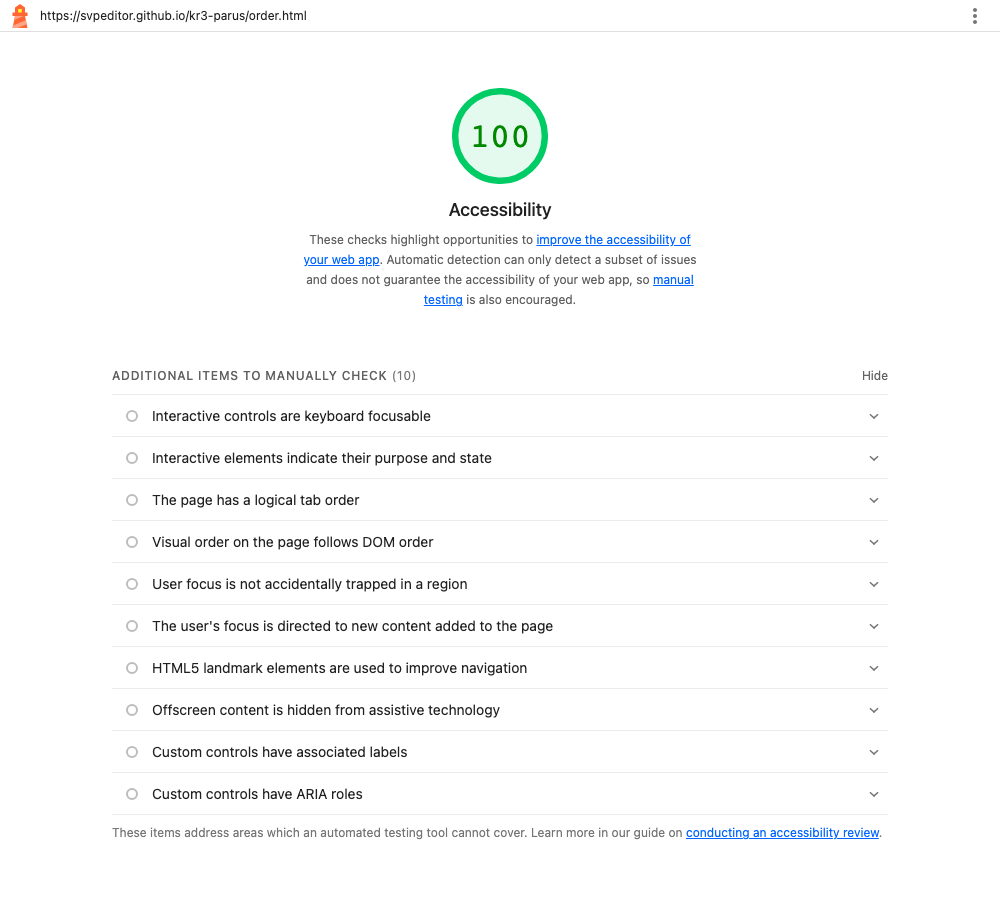 https://svpeditor.github.io/kr3-parus/order.html
100
Accessibility
These checks highlight opportunities to improve the accessibility of
your web app. Automatic detection can only detect a subset of issues
and does not guarantee the accessibility of your web app, so manual
testing is also encouraged.
ADDITIONAL ITEMS TO MANUALLY CHECK (10)
Hide
Interactive controls are keyboard focusable
Interactive elements indicate their purpose and state
The page has a logical tab order
Visual order on the page follows DOM order
User focus is not accidentally trapped in a region
The user's focus is directed to new content added to the page
HTML5 landmark elements are used to improve navigation
Offscreen content is hidden from assistive technology
Custom controls have associated labels
Custom controls have ARIA roles
These items address areas which an automated testing tool cannot cover. Learn more in our guide on conducting an accessibility review.